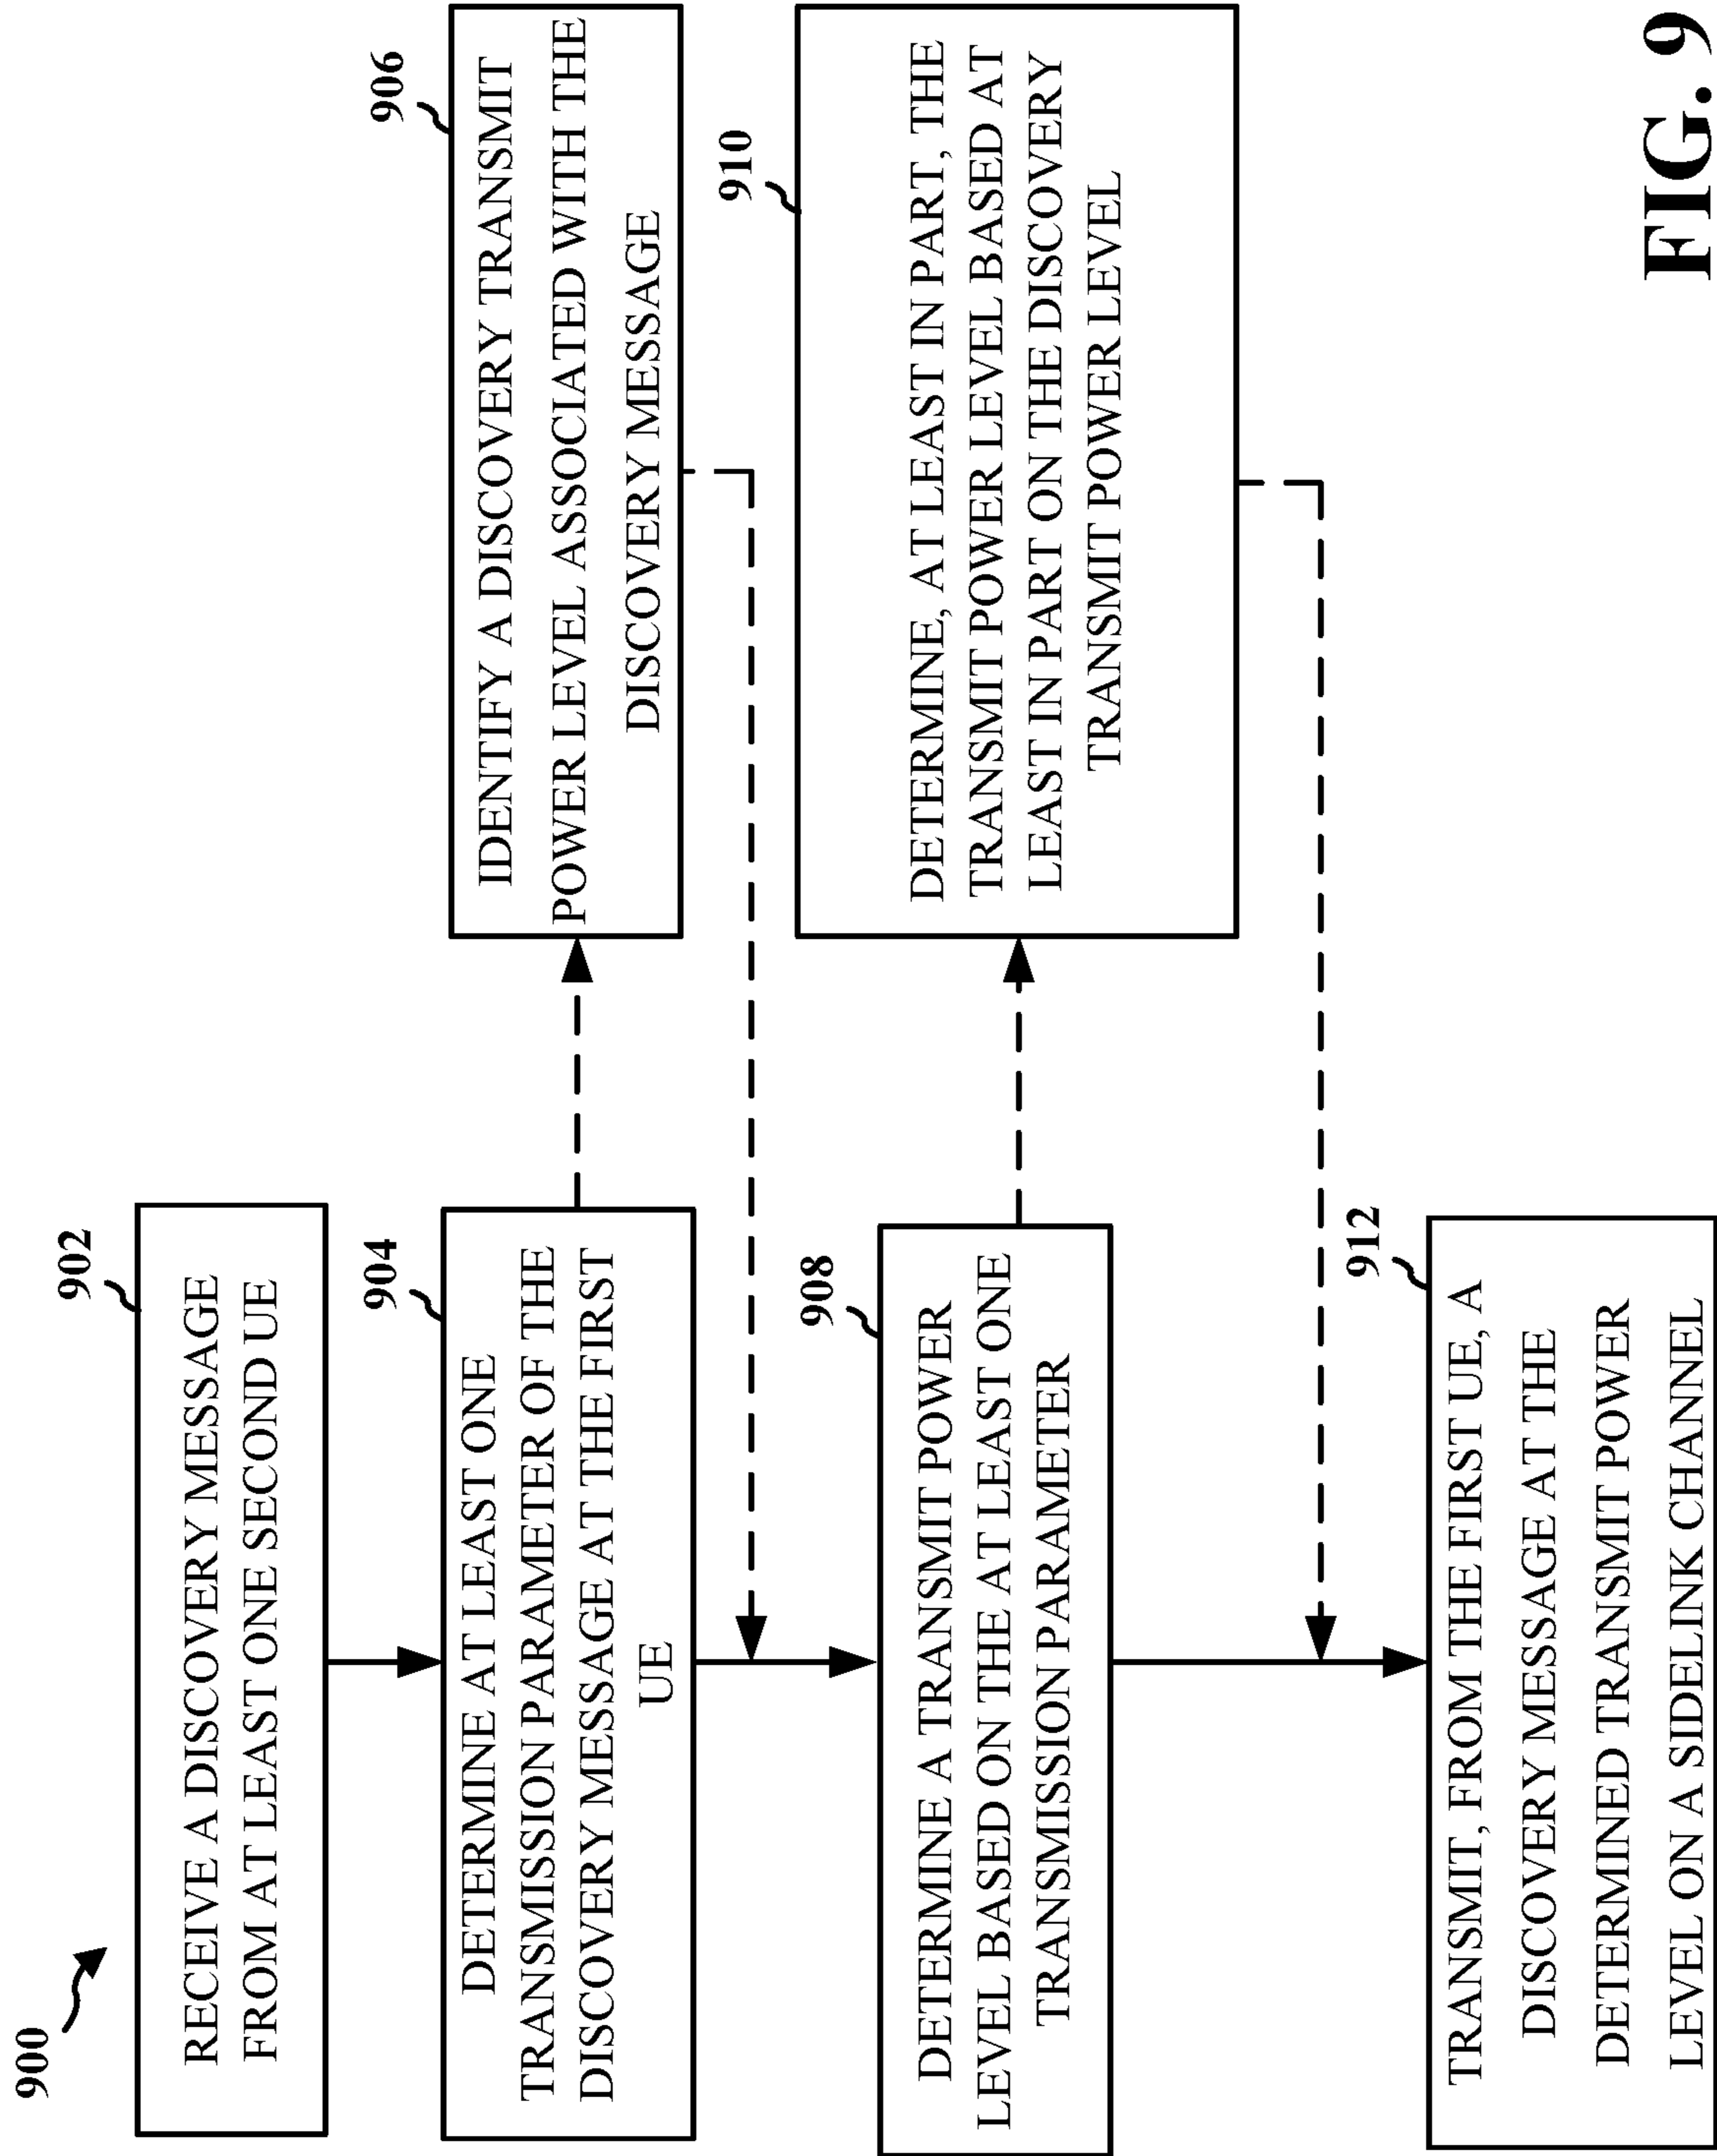 900
902
RECEIVE A DISCOVERY MESSAGE
FROM AT LEAST ONE SECOND UE
904
DETERMINE AT LEAST ONE
TRANSMISSION PARAMETER OF THE
DISCOVERY MESSAGE AT THE FIRST
UE
906
IDENTIFY A DISCOVERY TRANSMIT
POWER LEVEL ASSOCIATED WITH THE
DISCOVERY MESSAGE
908
DETERMINE A TRANSMIT POWER
LEVEL BASED ON THE AT LEAST ONE
TRANSMISSION PARAMETER
910
DETERMINE, AT LEAST IN PART, THE
TRANSMIT POWER LEVEL BASED AT
LEAST IN PART ON THE DISCOVERY
TRANSMIT POWER LEVEL
912
TRANSMIT, FROM THE FIRST UE, A
DISCOVERY MESSAGE AT THE
DETERMINED TRANSMIT POWER
LEVEL ON A SIDELINK CHANNEL
FIG. 9